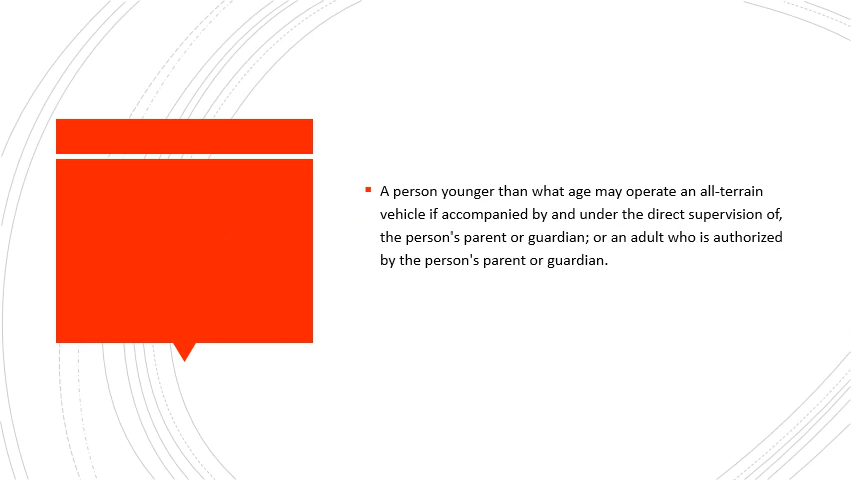 A person younger than what age may operate an all-terrain
vehicle if accompanied by and under the direct supervision of,
the person's parent or guardian; or an adult who is authorized
by the person's parent or guardian.